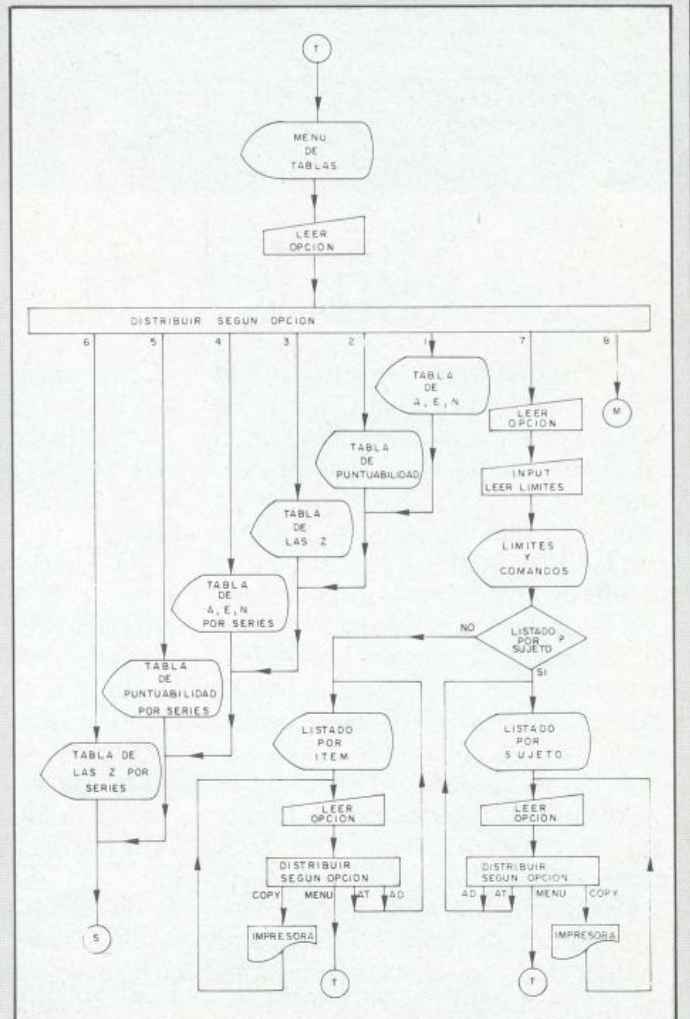 T
MENU
DE
TABLAS
LEER
OPCION
DISTRIBUIR SEGUN OPCION
6 5 4 3 2 1 7 8
TABLA
DE
A, E, N
LEER
OPCION
M
TABLA
DE
PUNTUABILIDAD
INPUT
LEER LIMITES
TABLA
DE
LAS Z
LIMITES
Y
COMANDOS
TABLA
DE
A, E, N
POR SERIES
NO
LISTADO
POR ?
SUJETO
SI
TABLA
DE
PUNTUABILIDAD
POR SERIES
LISTADO
POR
ITEM
LISTADO
POR
SUJETO
TABLA DE
LAS Z POR
SERIES
LEER
OPCION
LEER
OPCION
DISTRIBUIR
SEGUN OPCION
COPY MENU AT AD
DISTRIBUIR
SEGUN OPCION
AD AT MENU COPY
S
IMPRESORA
T
T
IMPRESORA